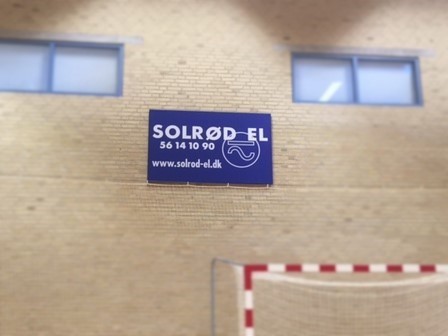 SOLRØD EL
56 14 10 90
www.solrod-el.dk